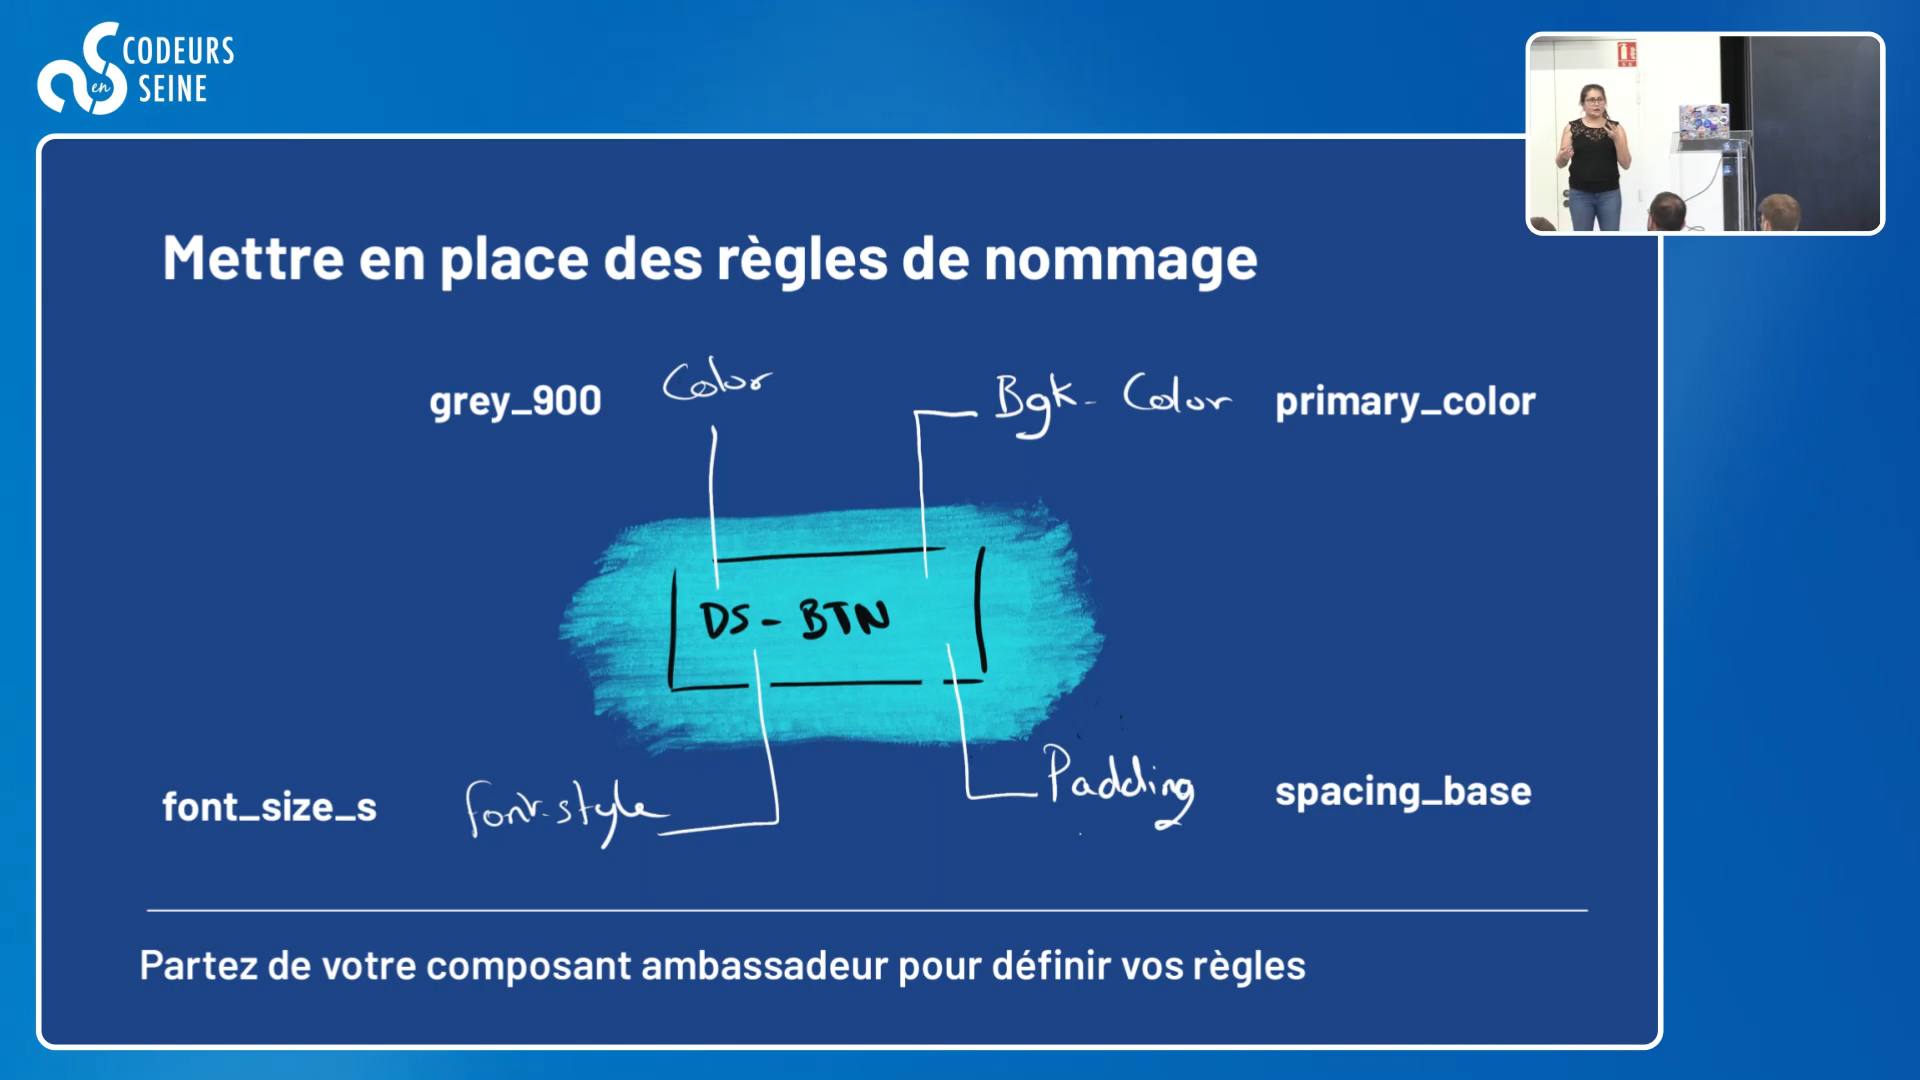 CODEURS
en
SEINE
Mettre en place des règles de nommage
grey_900
Color
Bgk-Color
primary_color
DS-BTN
font_size_s
font-style
Padding
spacing_base
Partez de votre composant ambassadeur pour définir vos règles